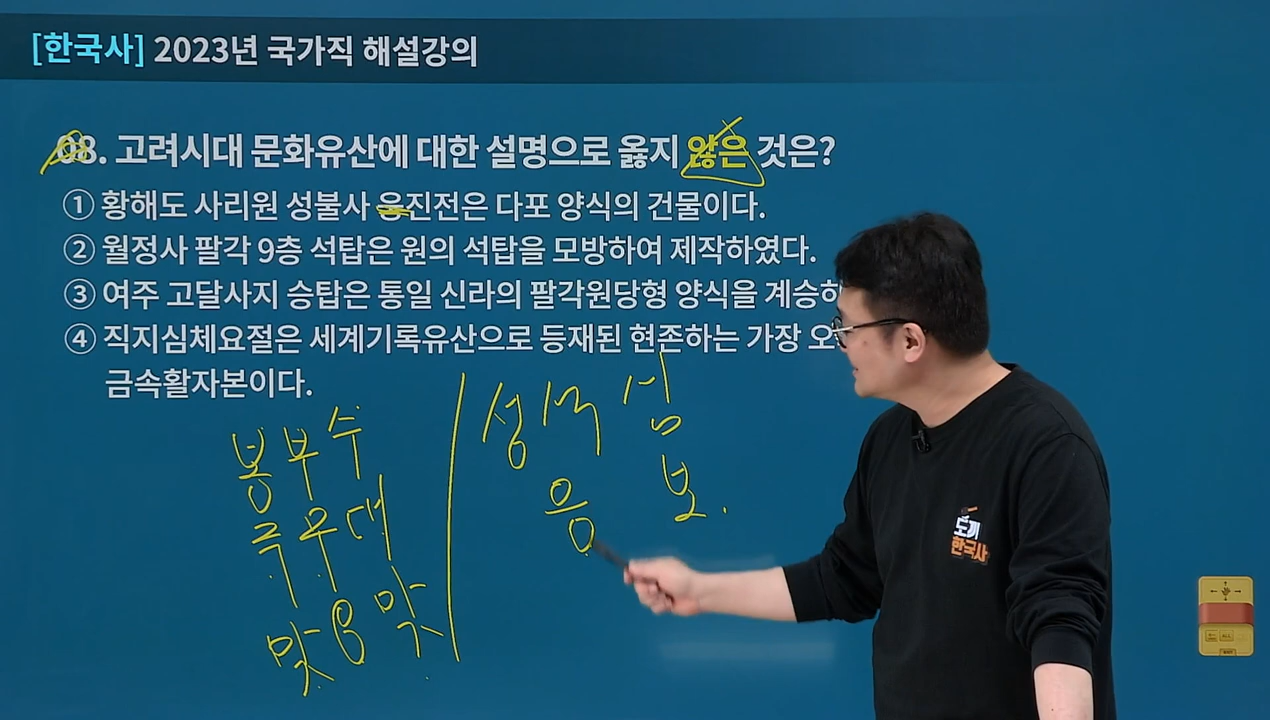 [한국사] 2023년 국가직 해설강의
08. 고려시대 문화유산에 대한 설명으로 옳지 않은 것은?
① 황해도 사리원 성불사 응진전은 다포 양식의 건물이다.
② 월정사 팔각 9층 석탑은 원의 석탑을 모방하여 제작하였다.
③ 여주 고달사지 승탑은 통일 신라의 팔각원당형 양식을 계승하
④ 직지심체요절은 세계기록유산으로 등재된 현존하는 가장 오
금속활자본이다.
봉부수
극무대
맞응맞
성석심
응 보.
도끼
한국사